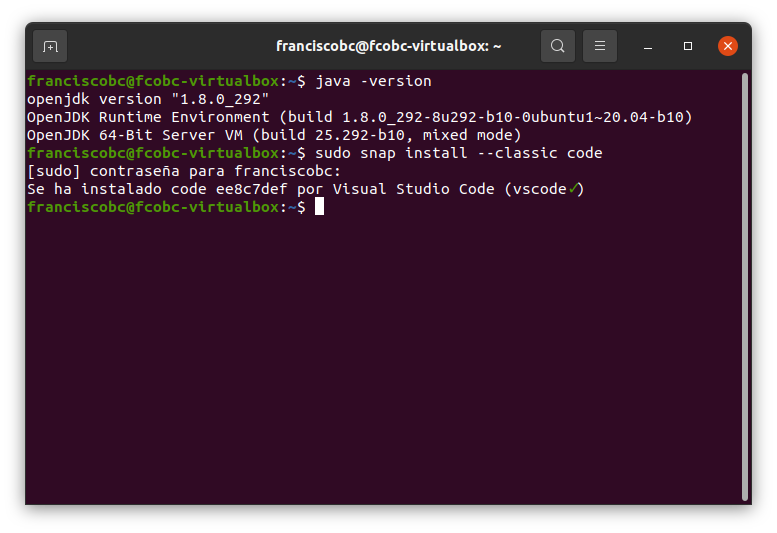 franciscobc@fcobc-virtualbox: ~
franciscobc@fcobc-virtualbox:~$ java -version
openjdk version "1.8.0_292"
OpenJDK Runtime Environment (build 1.8.0_292-8u292-b10-0ubuntu1~20.04-b10)
OpenJDK 64-Bit Server VM (build 25.292-b10, mixed mode)
franciscobc@fcobc-virtualbox:~$ sudo snap install --classic code
[sudo] contraseña para franciscobc:
Se ha instalado code ee8c7def por Visual Studio Code (vscode✓)
franciscobc@fcobc-virtualbox:~$